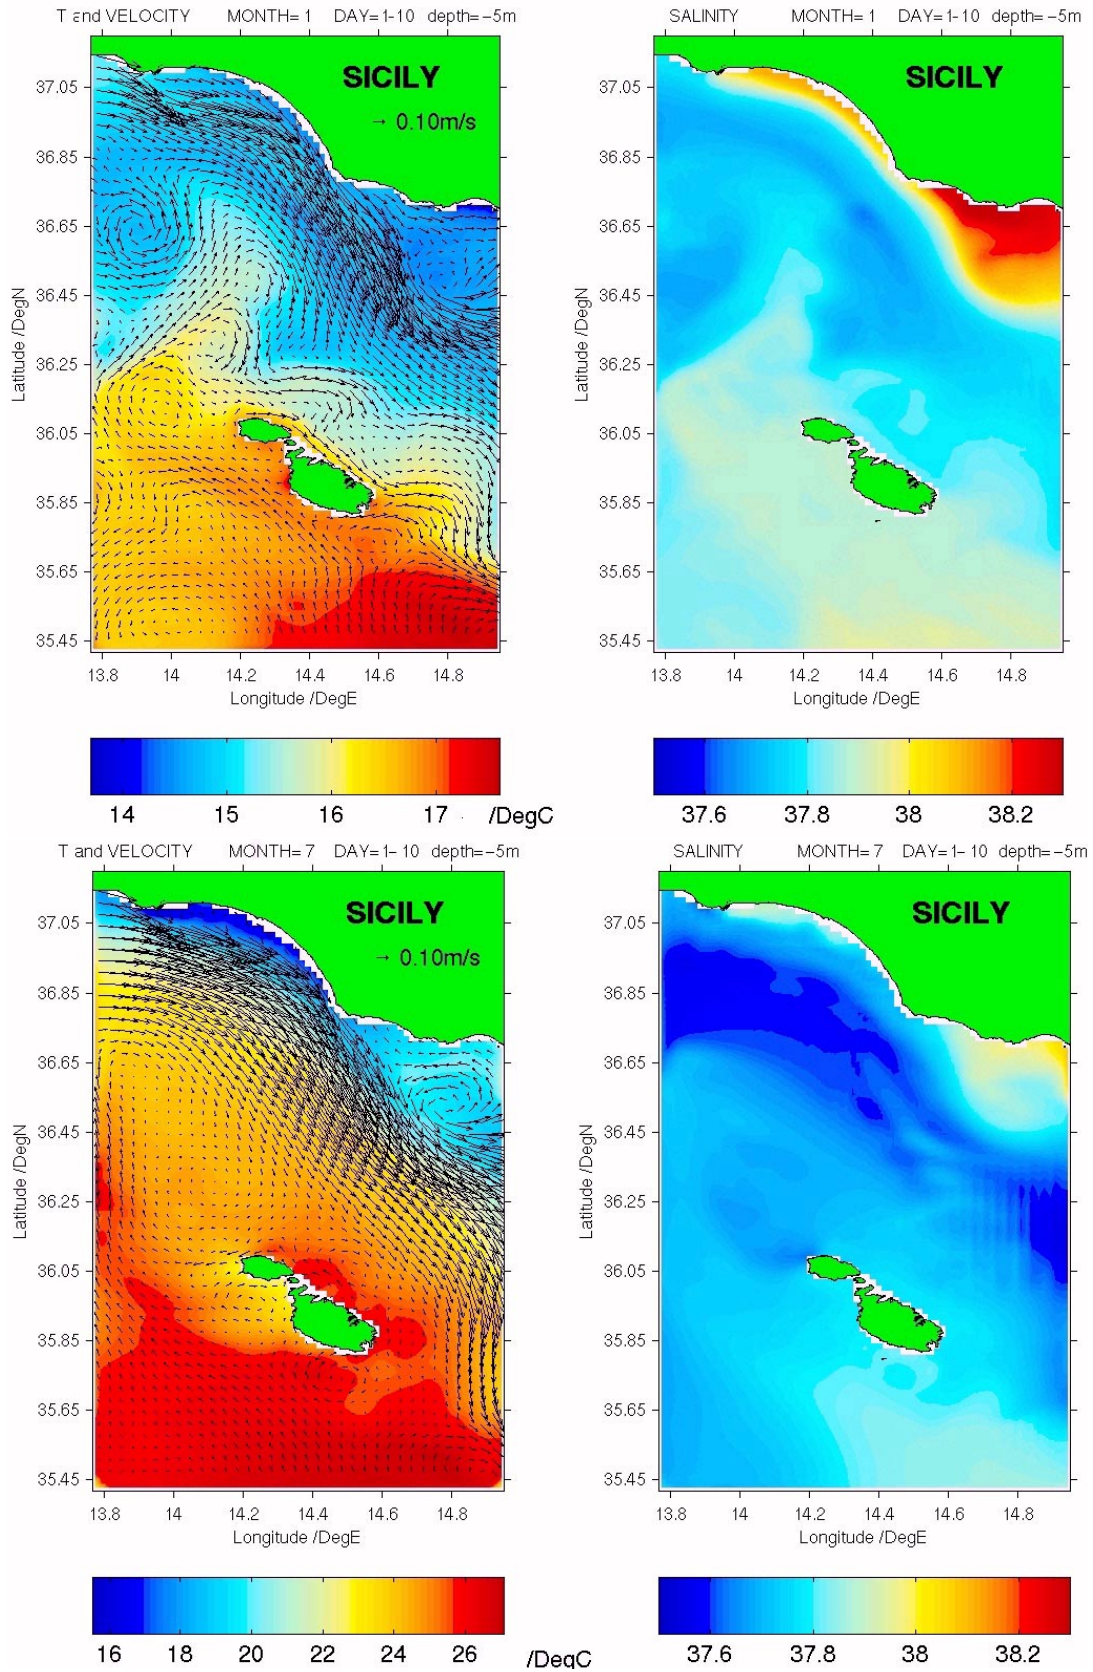 T and VELOCITY MONTH= 1 DAY=1-10 depth=-5m
SICILY
→ 0.10m/s
37.05
36.85
36.65
36.45
36.25
36.05
35.85
35.65
35.45
Latitude /DegN
13.8 14 14.2 14.4 14.6 14.8
Longitude /DegE
14 15 16 17 /DegC
SALINITY MONTH= 1 DAY=1-10 depth=-5m
SICILY
37.05
36.85
36.65
36.45
36.25
36.05
35.85
35.65
35.45
Latitude /DegN
13.8 14 14.2 14.4 14.6 14.8
Longitude /DegE
37.6 37.8 38 38.2
T and VELOCITY MONTH= 7 DAY=1-10 depth=-5m
SICILY
→ 0.10m/s
37.05
36.85
36.65
36.45
36.25
36.05
35.85
35.65
35.45
Latitude /DegN
13.8 14 14.2 14.4 14.6 14.8
Longitude /DegE
16 18 20 22 24 26 /DegC
SALINITY MONTH= 7 DAY=1-10 depth=-5m
SICILY
37.05
36.85
36.65
36.45
36.25
36.05
35.85
35.65
35.45
Latitude /DegN
13.8 14 14.2 14.4 14.6 14.8
Longitude /DegE
37.6 37.8 38 38.2